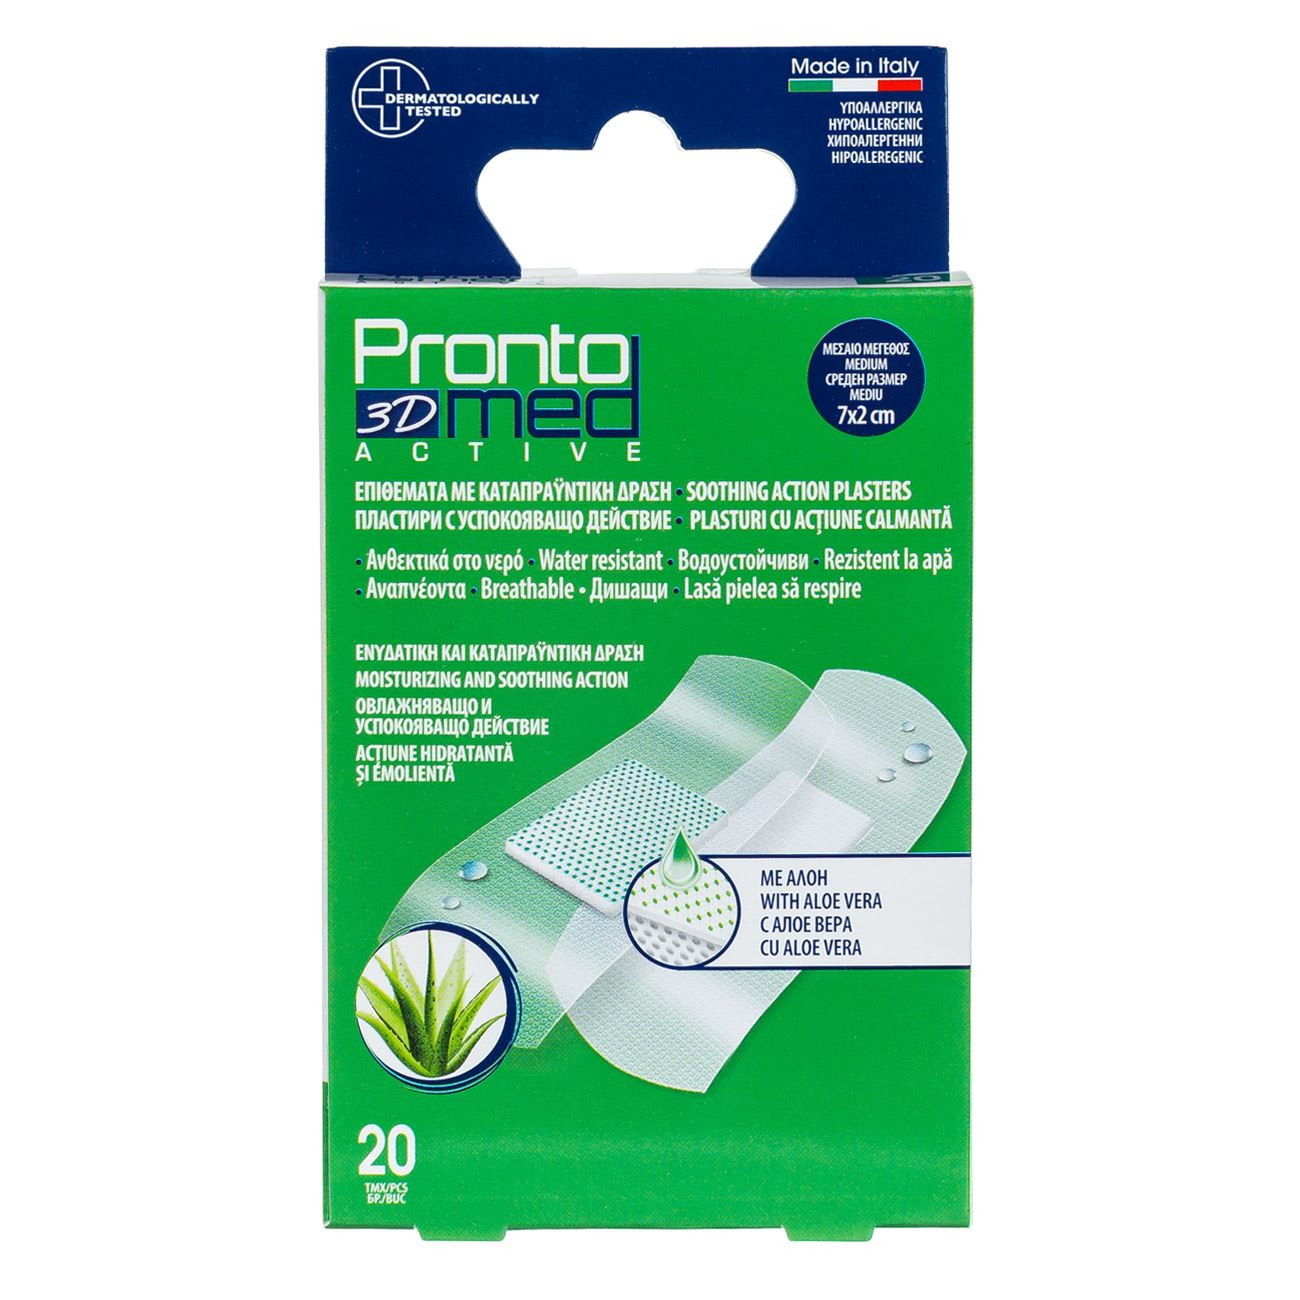 DERMATOLOGICALLY
TESTED
Made in Italy
ΥΠΟΑΛΛΕΡΓΙΚΑ
HYPOALLERGENIC
ХИПОАЛЕРГЕННИ
HIPOALEREGENIC
20
Pronto
3D med
ACTIVE
ΜΕΣΑΙΟ ΜΕΓΕΘΟΣ
MEDIUM
СРЕДЕН РАЗМЕР
MEDIU
7x2 cm
ΕΠΙΘΕΜΑΤΑ ΜΕ ΚΑΤΑΠΡΑΫΝΤΙΚΗ ΔΡΑΣΗ • SOOTHING ACTION PLASTERS
ПЛАСТИРИ С УСПОКОЯВАЩО ДЕЙСТВИЕ • PLASTURI CU ACȚIUNE CALMANTĂ
• Ανθεκτικά στο νερό • Water resistant • Водоустойчиви • Rezistent la apă
• Αναπνέοντα • Breathable • Дишащи • Lasă pielea să respire
ΕΝΥΔΑΤΙΚΗ ΚΑΙ ΚΑΤΑΠΡΑΫΝΤΙΚΗ ΔΡΑΣΗ
MOISTURIZING AND SOOTHING ACTION
ОВЛАЖНЯВАЩО И
УСПОКОЯВАЩО ДЕЙСТВИЕ
ACȚIUNE HIDRATANTĂ
ȘI EMOLIENTĂ
ΜΕ ΑΛΟΗ
WITH ALOE VERA
С АЛОЕ ВЕРА
CU ALOE VERA
20
ΤΜΧ/PCS
БР./BUC